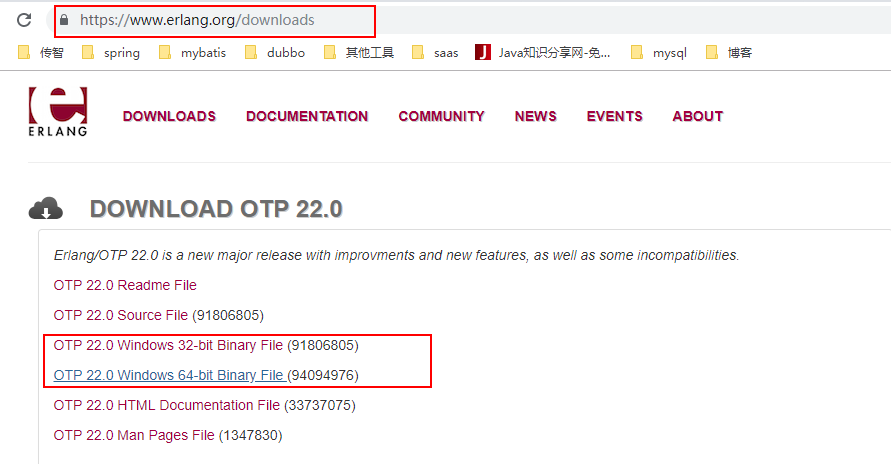 https://www.erlang.org/downloads
传智 spring mybatis dubbo 其他工具 saas J Java知识分享网-免... mysql 博客
e
ERLANG
DOWNLOADS DOCUMENTATION COMMUNITY NEWS EVENTS ABOUT
DOWNLOAD OTP 22.0
Erlang/OTP 22.0 is a new major release with improvments and new features, as well as some incompatibilities.
OTP 22.0 Readme File
OTP 22.0 Source File (91806805)
OTP 22.0 Windows 32-bit Binary File (91806805)
OTP 22.0 Windows 64-bit Binary File (94094976)
OTP 22.0 HTML Documentation File (33737075)
OTP 22.0 Man Pages File (1347830)